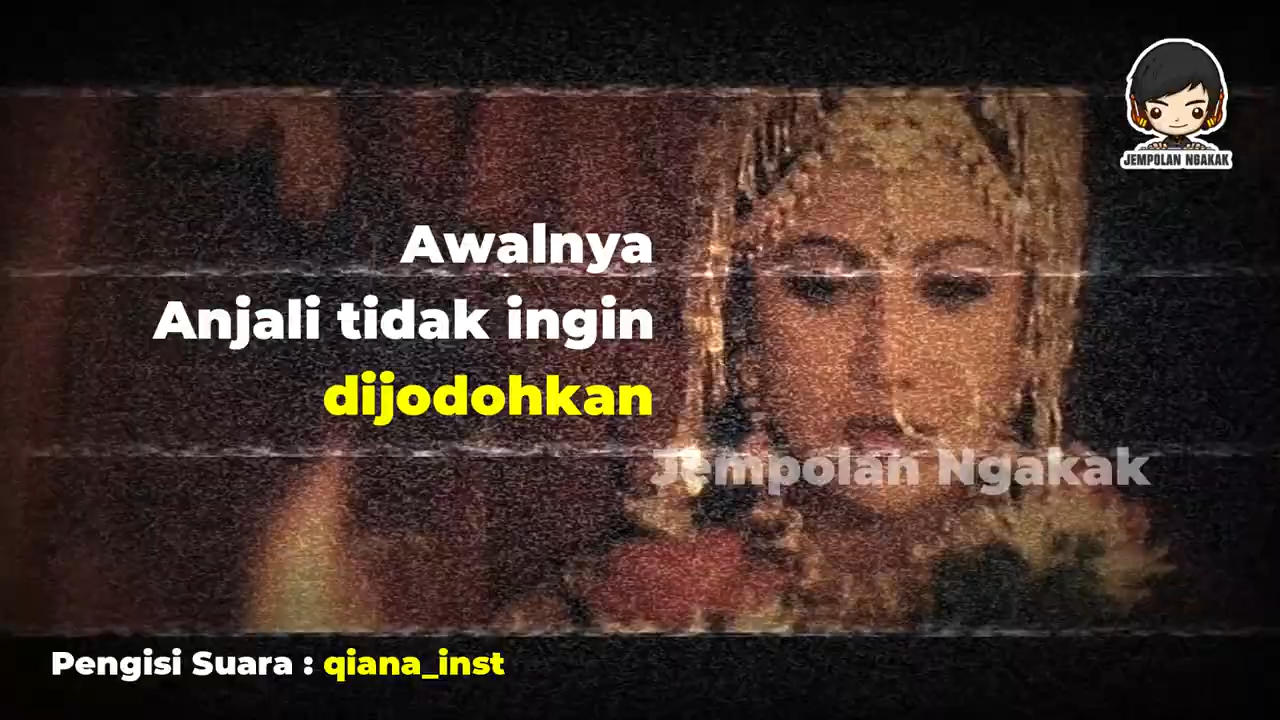 JEMPOLAN NGAKAK
Awalnya
Anjali tidak ingin
dijodohkan
Jempolan Ngakak
Pengisi Suara : qiana_inst